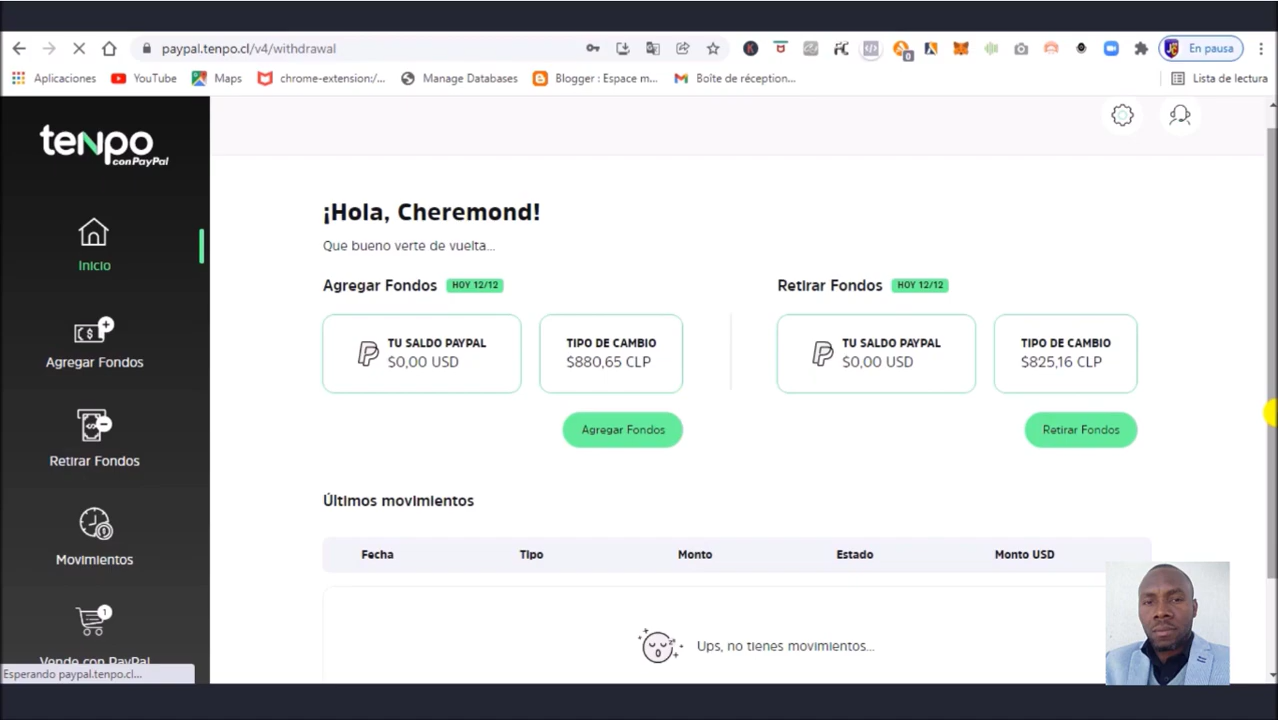 paypal.tenpo.cl/v4/withdrawal
En pausa
Aplicaciones
YouTube
Maps
chrome-extension:/...
Manage Databases
Blogger : Espace m...
Boîte de réception...
Lista de lectura
tenpo
con PayPal
Inicio
Agregar Fondos
Retirar Fondos
Movimientos
1
Vende con PayPal
Esperando paypal.tenpo.cl...
¡Hola, Cheremond!
Que bueno verte de vuelta...
Agregar Fondos HOY 12/12
TU SALDO PAYPAL
$0,00 USD
TIPO DE CAMBIO
$880,65 CLP
Agregar Fondos
Retirar Fondos HOY 12/12
TU SALDO PAYPAL
$0,00 USD
TIPO DE CAMBIO
$825,16 CLP
Retirar Fondos
Últimos movimientos
Fecha Tipo Monto Estado Monto USD
Ups, no tienes movimientos...